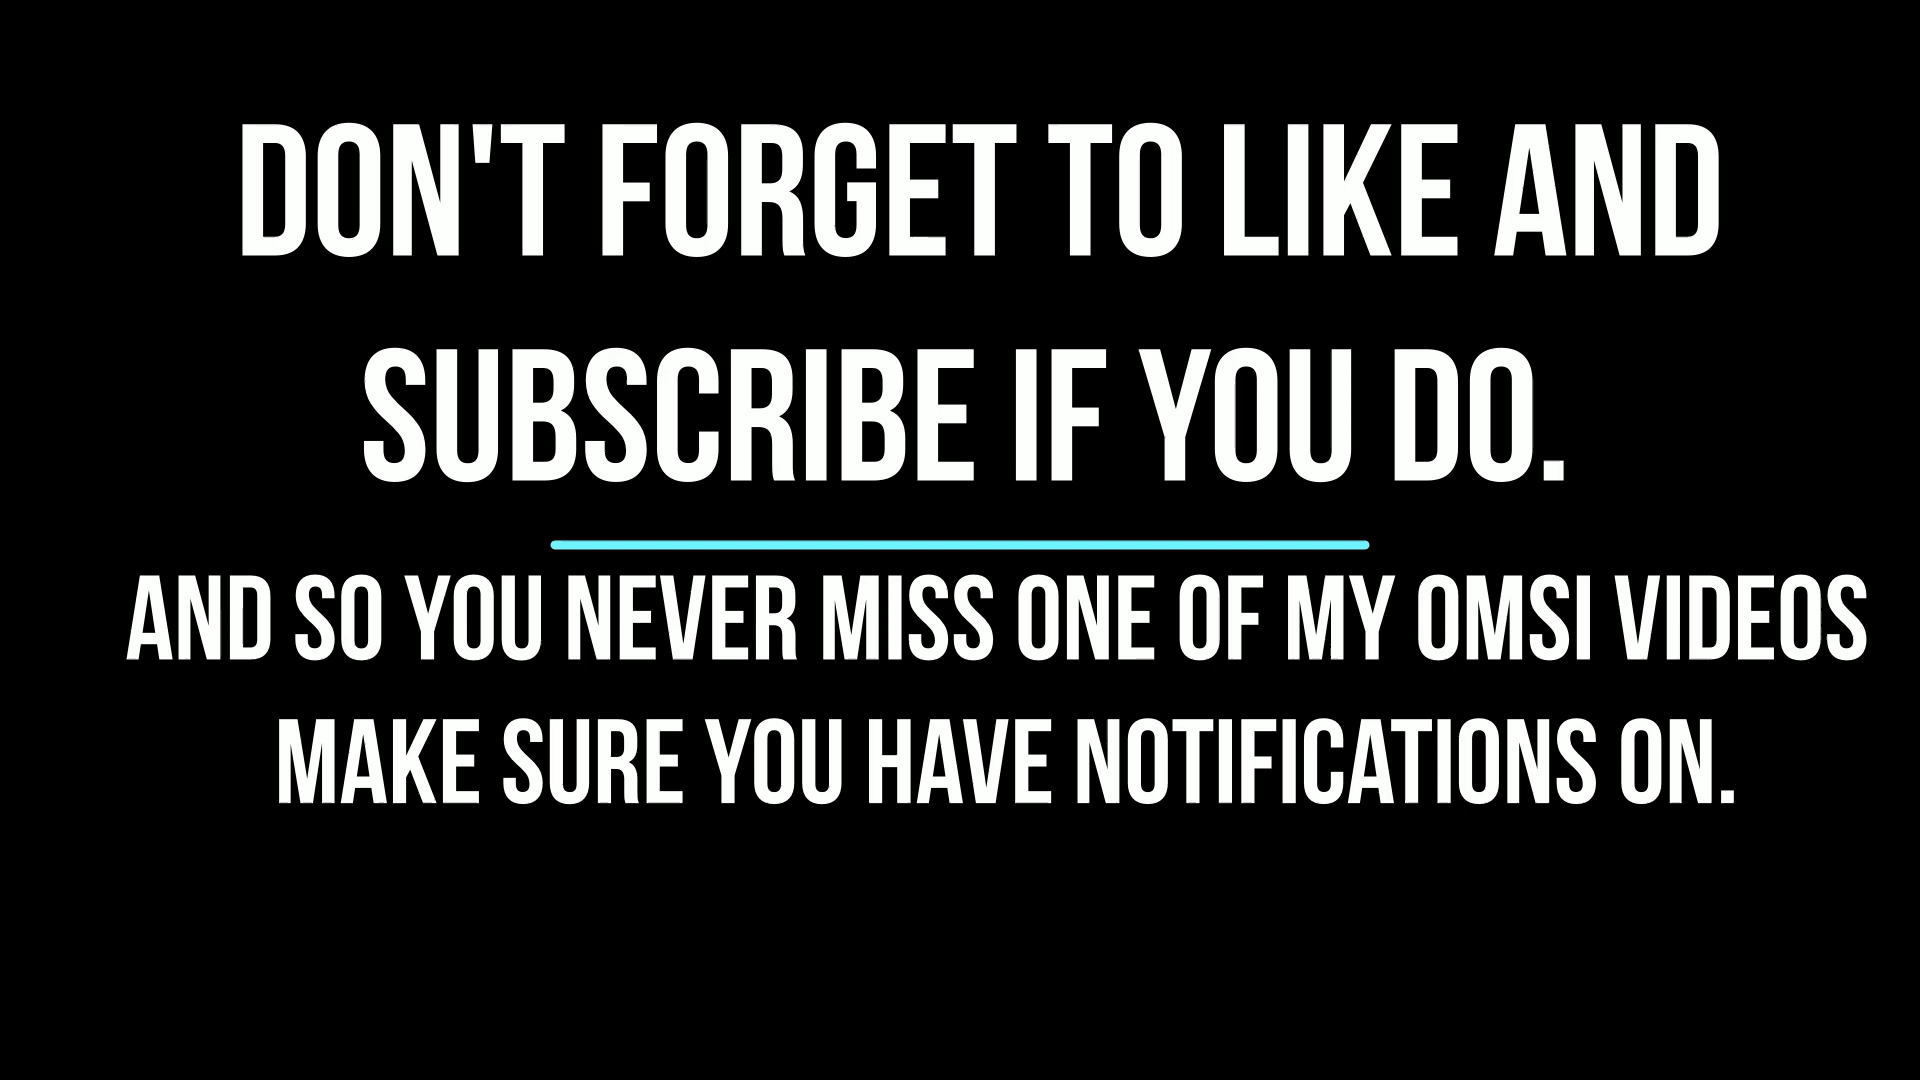 DON'T FORGET TO LIKE AND
SUBSCRIBE IF YOU DO.
AND SO YOU NEVER MISS ONE OF MY OMSI VIDEOS
MAKE SURE YOU HAVE NOTIFICATIONS ON.